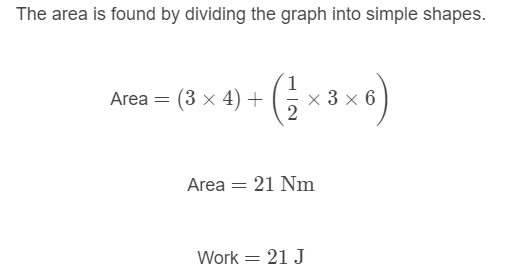 The area is found by dividing the graph into simple shapes.
Area = (3 × 4) + (1/2 × 3 × 6)
Area = 21 Nm
Work = 21 J